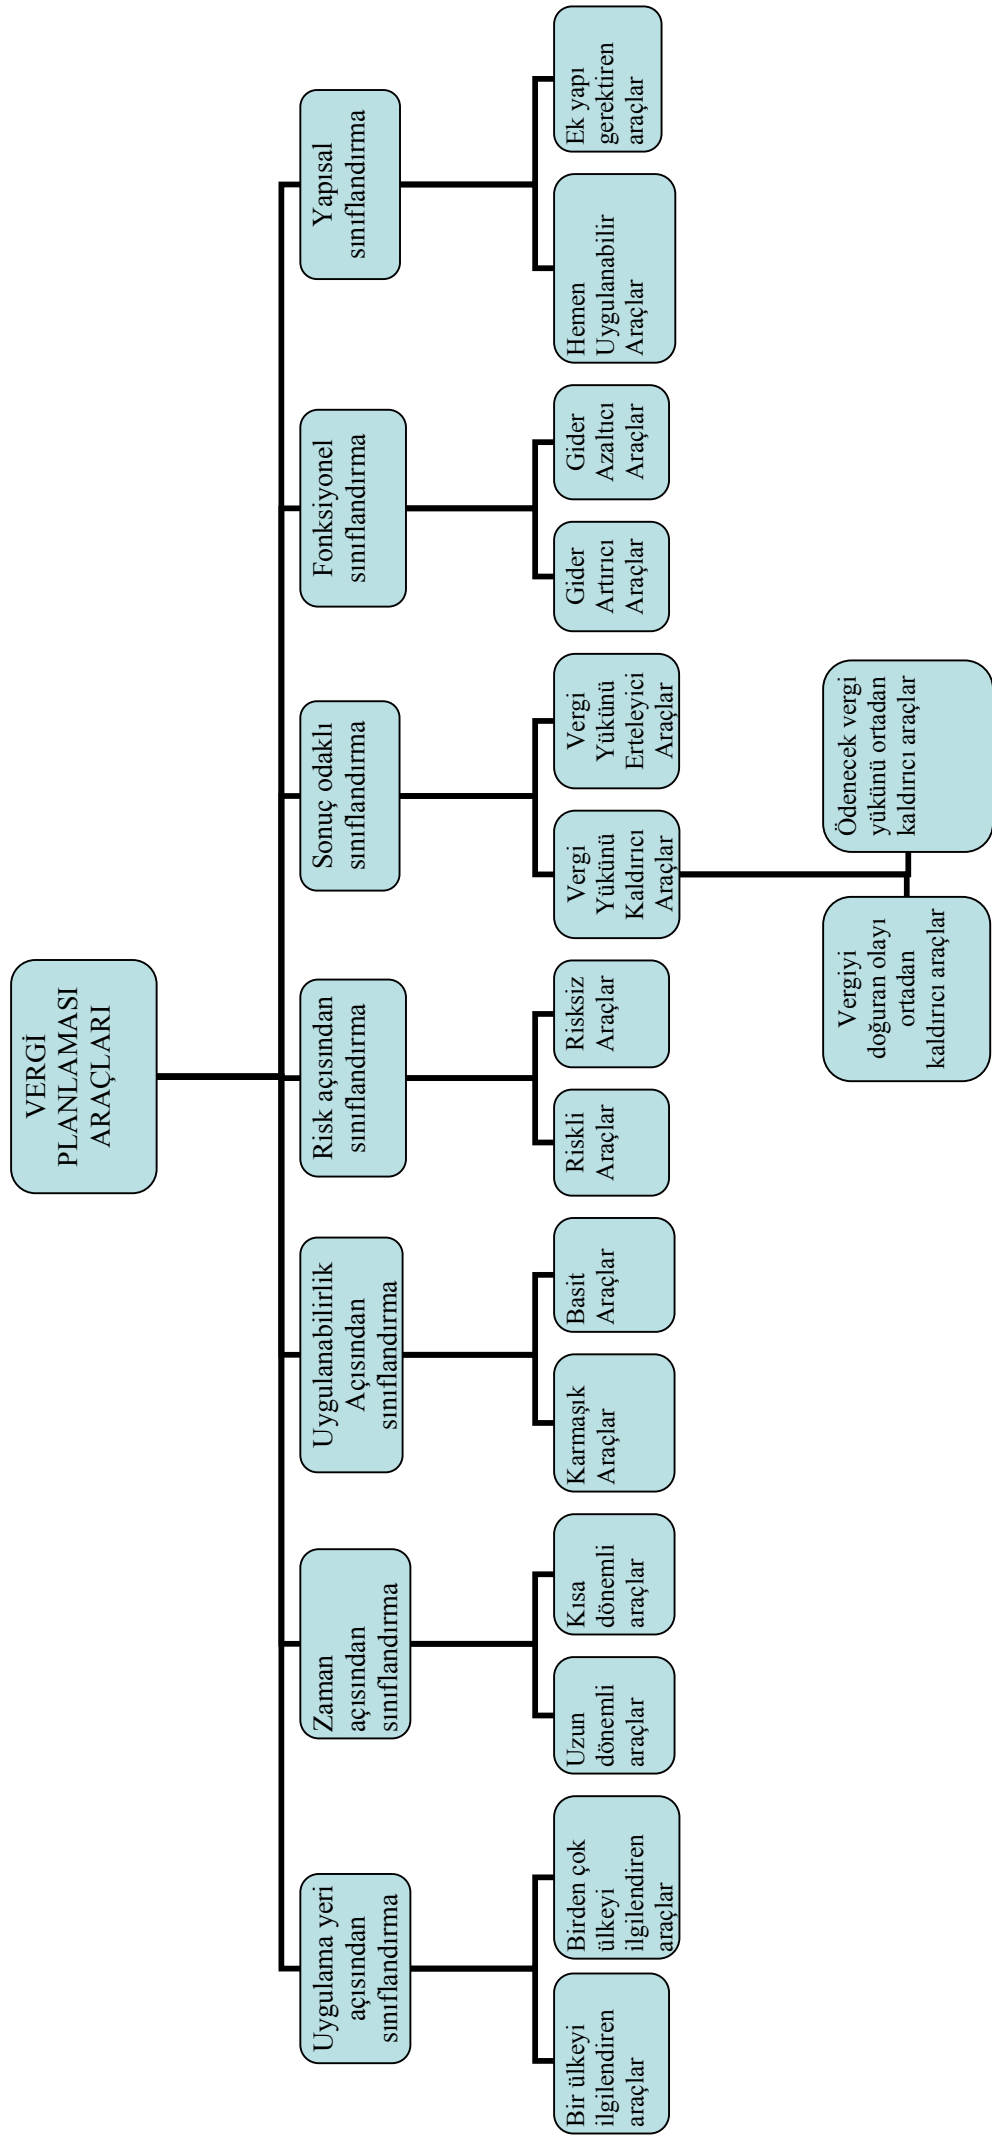 VERGİ
PLANLAMASI
ARAÇLARI
Uygulama yeri
açısından
sınıflandırma
Zaman
açısından
sınıflandırma
Uygulanabilirlik
Açısından
sınıflandırma
Risk açısından
sınıflandırma
Sonuç odaklı
sınıflandırma
Fonksiyonel
sınıflandırma
Yapısal
sınıflandırma
Bir ülkeyi
ilgilendiren
araçlar
Birden çok
ülkeyi
ilgilendiren
araçlar
Uzun
dönemli
araçlar
Kısa
dönemli
araçlar
Karmaşık
Araçlar
Basit
Araçlar
Riskli
Araçlar
Risksiz
Araçlar
Vergi
Yükünü
Kaldırıcı
Araçlar
Vergi
Yükünü
Erteleyici
Araçlar
Gider
Artırıcı
Araçlar
Gider
Azaltıcı
Araçlar
Hemen
Uygulanabilir
Araçlar
Ek yapı
gerektiren
araçlar
Vergiyi
doğuran olayı
ortadan
kaldırıcı araçlar
Ödenecek vergi
yükünü ortadan
kaldırıcı araçlar